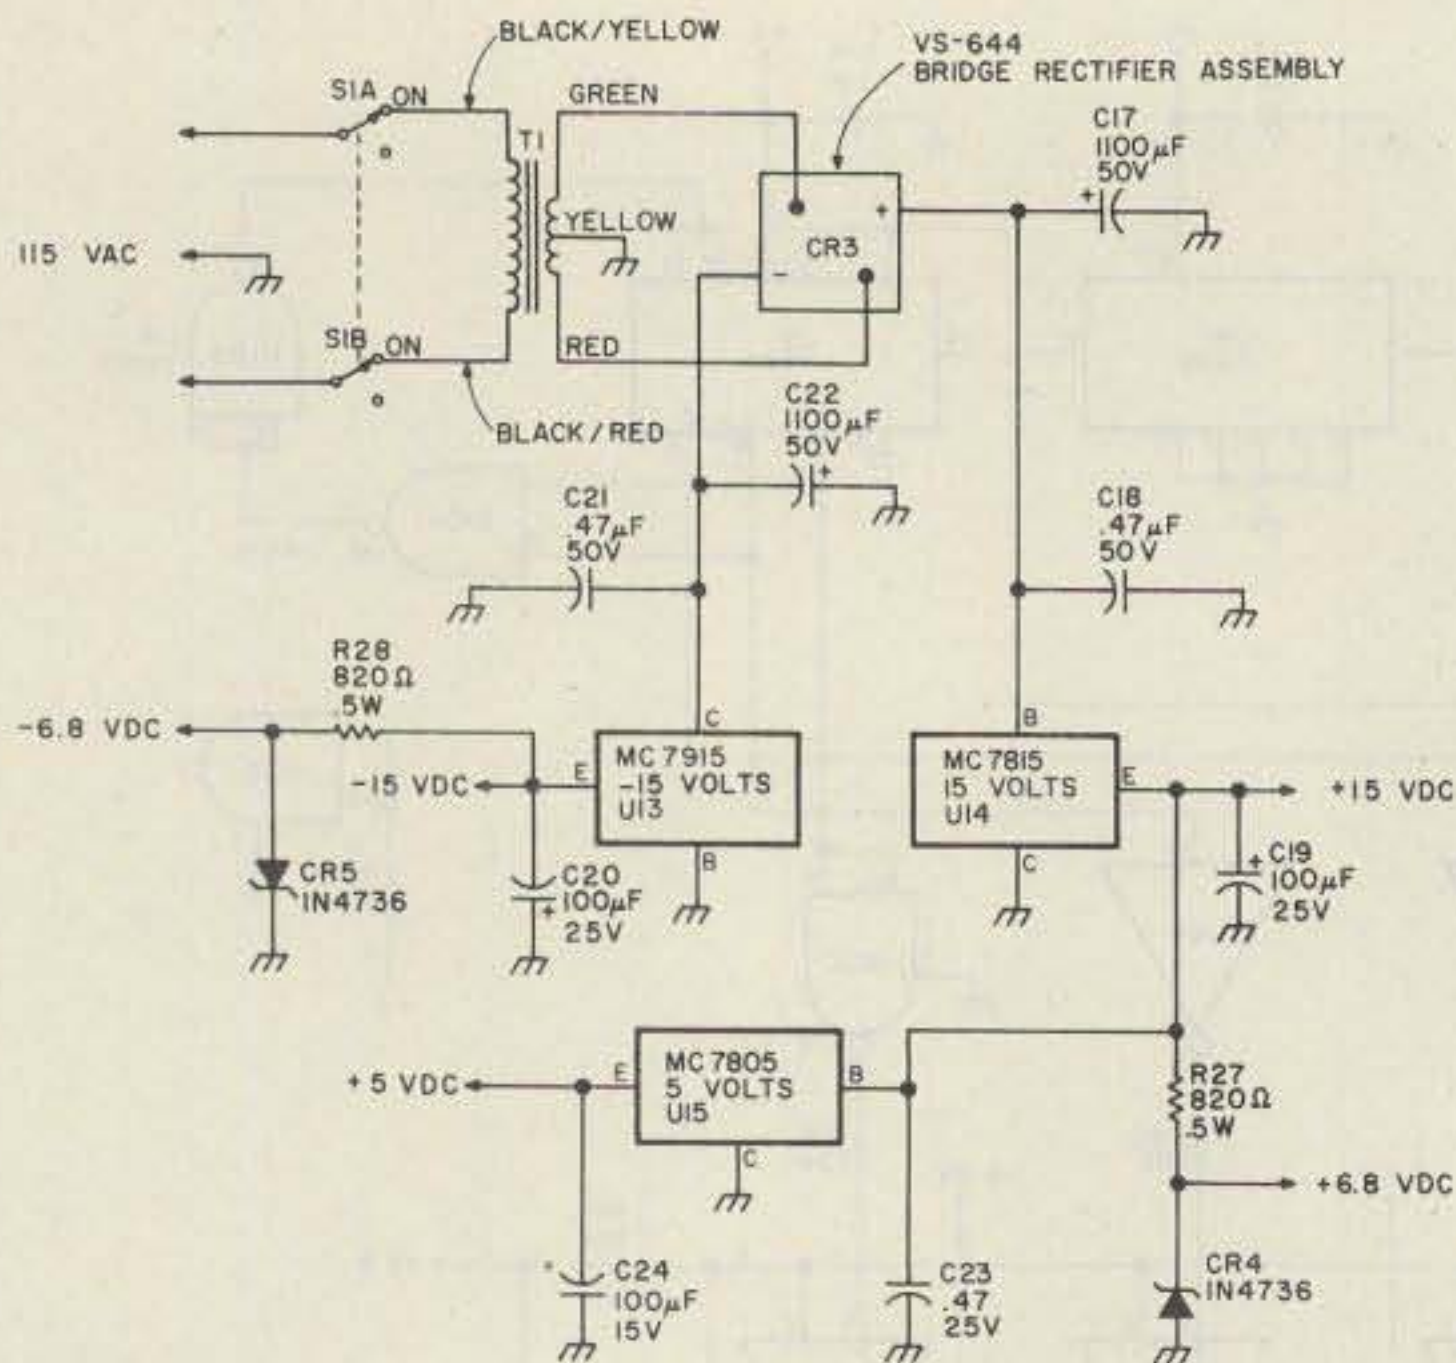 BLACK/YELLOW
VS-644
BRIDGE RECTIFIER ASSEMBLY
S1A ON
GREEN
C17
1100µF
50V
+
T1
YELLOW
+
CR3
-
115 VAC
S1B ON
RED
BLACK/RED
C22
1100µF
50V
+
C21
.47µF
50V
C18
.47µF
50V
R28
820Ω
.5W
-6.8 VDC
C
B
-15 VDC
E
MC7915
-15 VOLTS
U13
B
MC7815
15 VOLTS
U14
E
C
+15 VDC
CR5
1N4736
C20
+ 100µF
25V
+ C19
100µF
25V
+5 VDC
E
MC7805
5 VOLTS
U15
B
C
R27
820Ω
.5W
+6.8 VDC
C24
100µF
15V
C23
.47
25V
CR4
1N4736